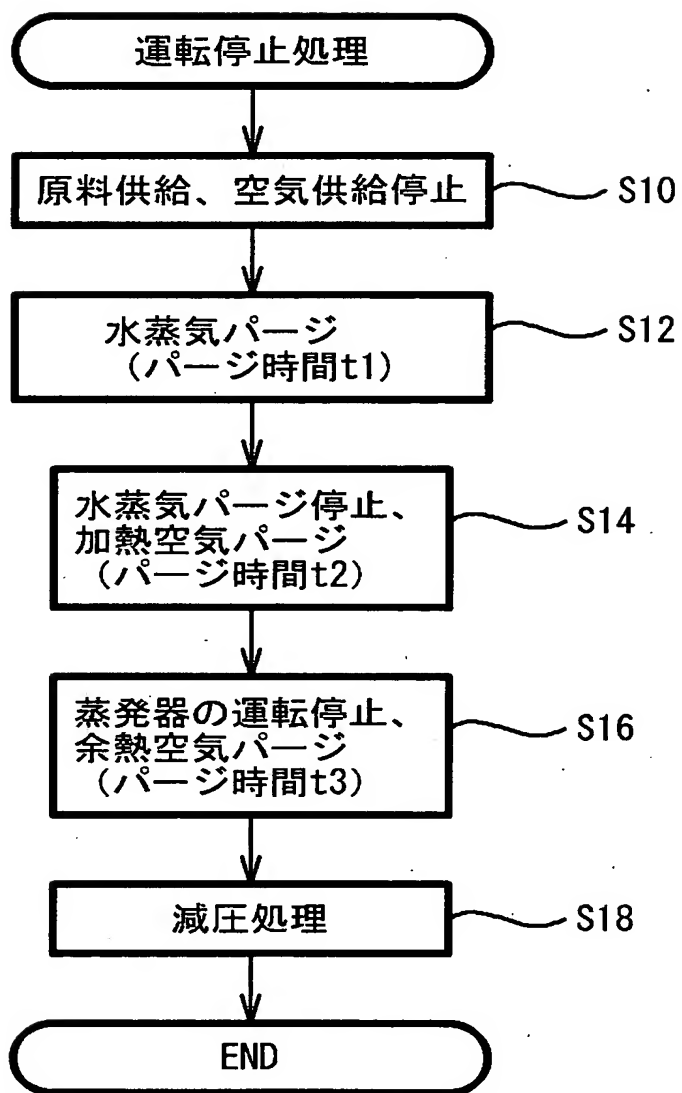 運転停止処理
原料供給、空気供給停止
S10
水蒸気パージ
(パージ時間t1)
S12
水蒸気パージ停止、
加熱空気パージ
(パージ時間t2)
S14
蒸発器の運転停止、
余熱空気パージ
(パージ時間t3)
S16
減圧処理
S18
END